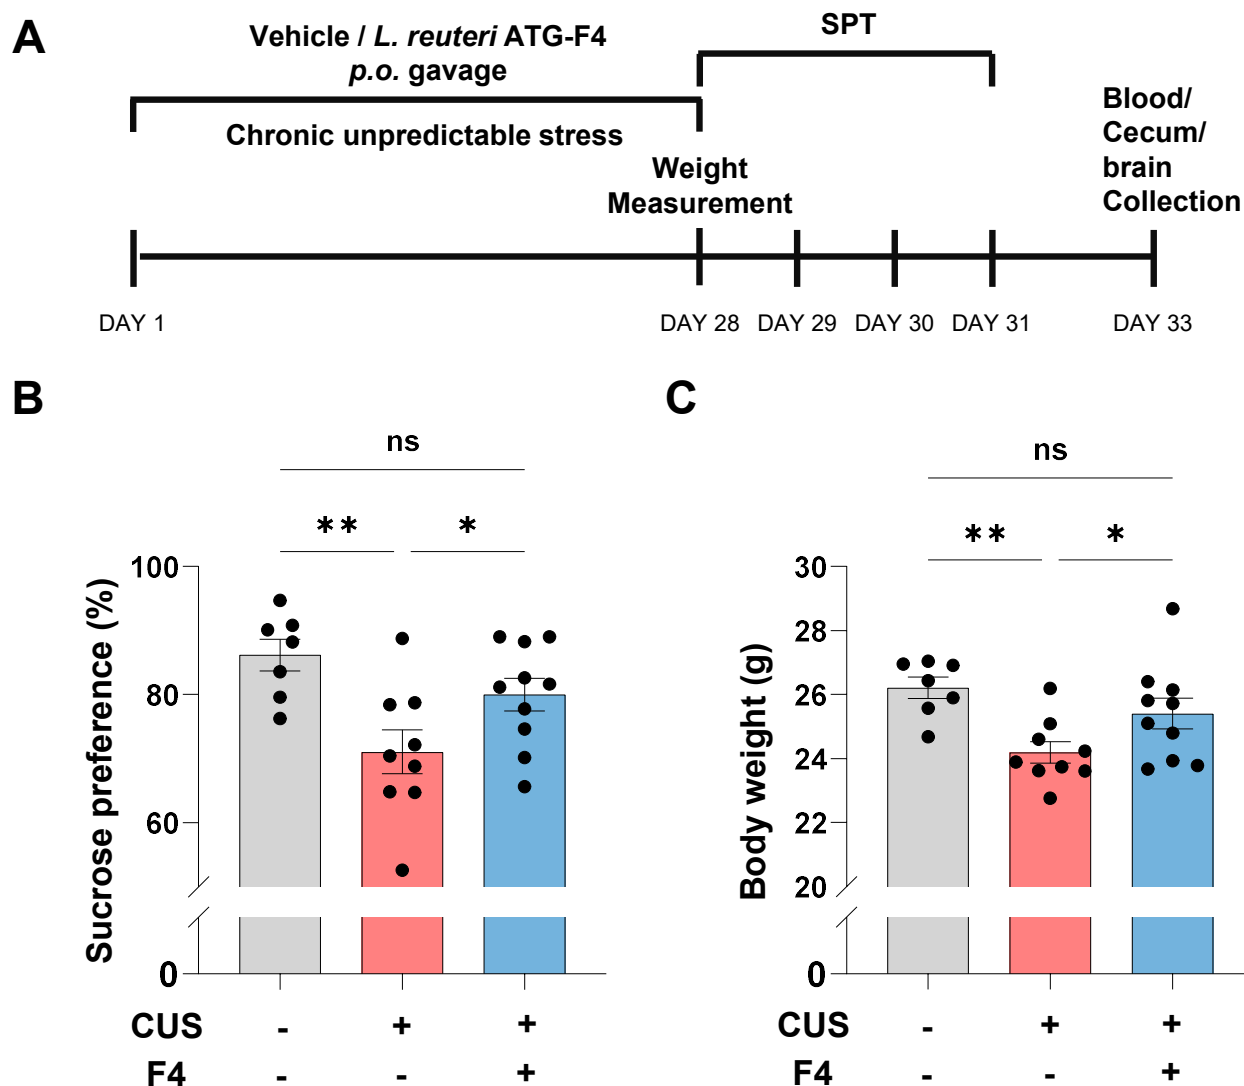 A
Vehicle / L. reuteri ATG-F4
p.o. gavage
Chronic unpredictable stress
SPT
Weight
Measurement
Blood/
Cecum/
brain
Collection
DAY 1
DAY 28
DAY 29
DAY 30
DAY 31
DAY 33
B
ns
**
*
Sucrose preference (%)
100
80
60
0
CUS - + +
F4 - - +
C
ns
**
*
Body weight (g)
30
28
26
24
22
20
0
CUS - + +
F4 - - +